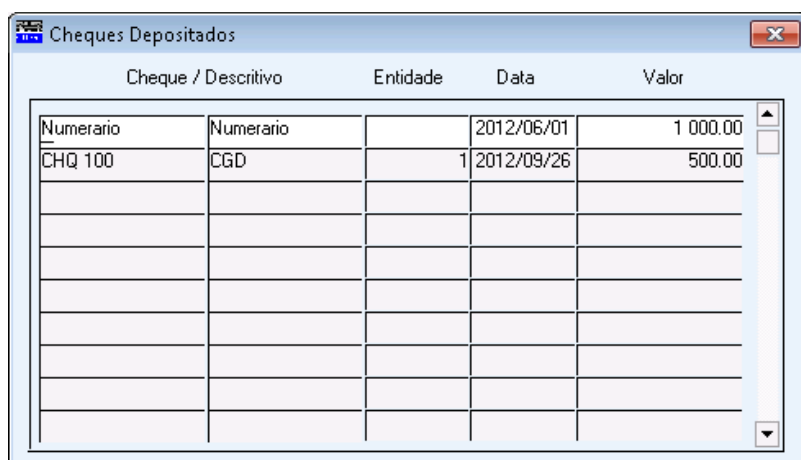 Cheques Depositados
Cheque / Descritivo Entidade Data Valor
Numerario Numerario 2012/06/01 1 000.00
CHQ 100 CGD 1 2012/09/26 500.00